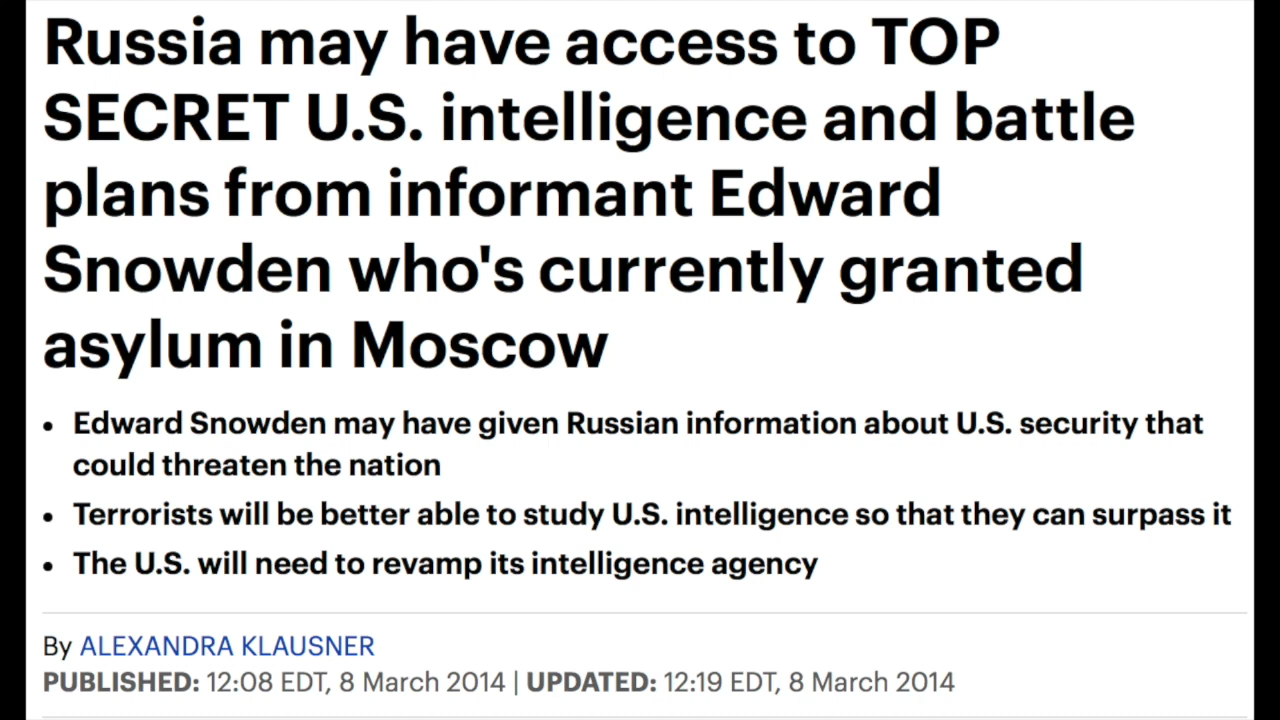 Russia may have access to TOP
SECRET U.S. intelligence and battle
plans from informant Edward
Snowden who's currently granted
asylum in Moscow
• Edward Snowden may have given Russian information about U.S. security that
could threaten the nation
• Terrorists will be better able to study U.S. intelligence so that they can surpass it
• The U.S. will need to revamp its intelligence agency
By ALEXANDRA KLAUSNER
PUBLISHED: 12:08 EDT, 8 March 2014 | UPDATED: 12:19 EDT, 8 March 2014